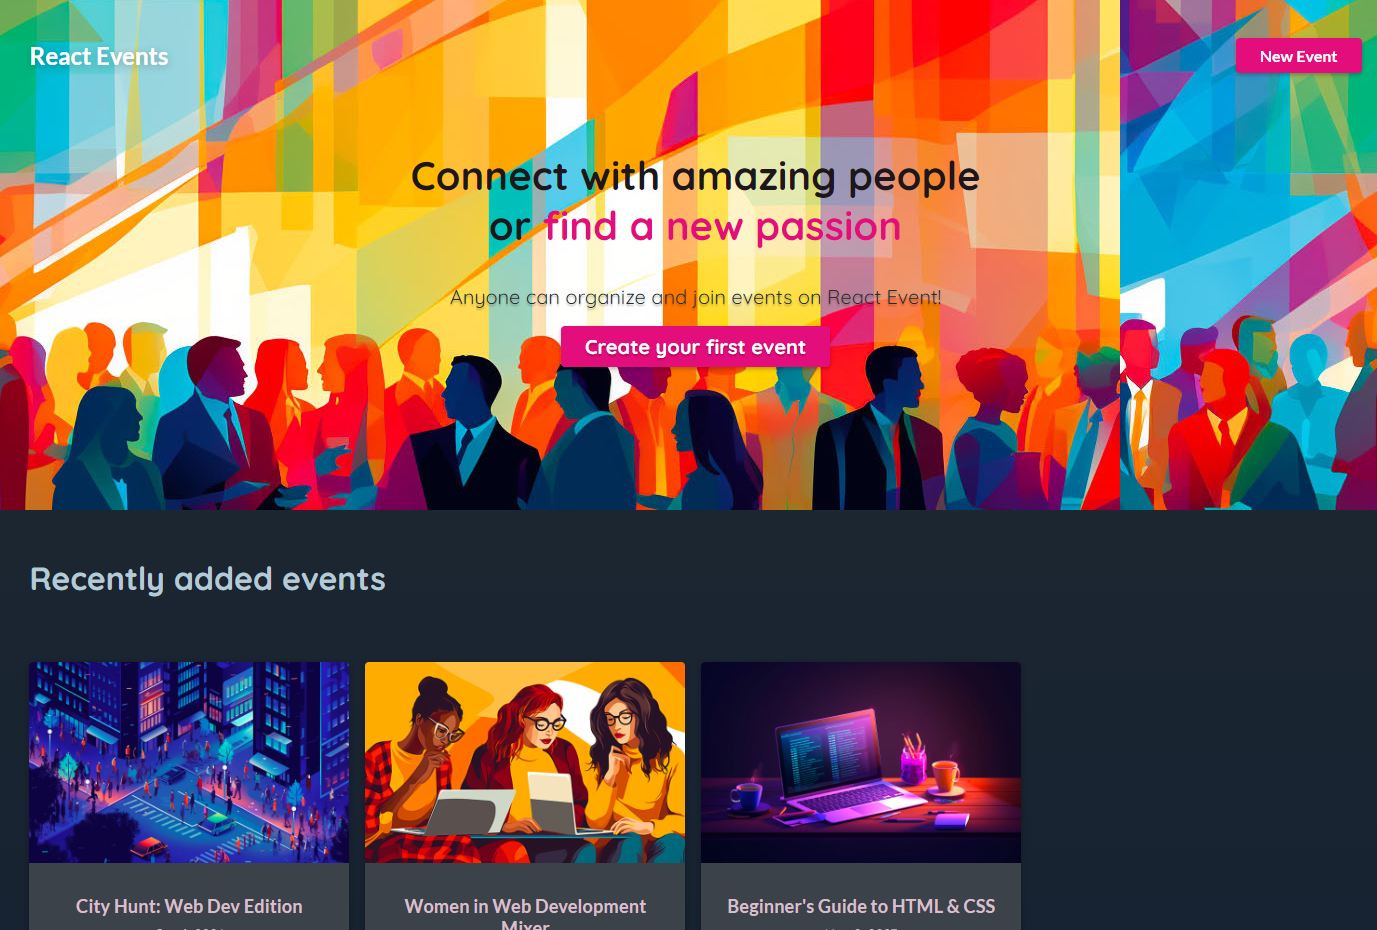 React Events
New Event
Connect with amazing people
or find a new passion
Anyone can organize and join events on React Event!
Create your first event
Recently added events
City Hunt: Web Dev Edition
Women in Web Development
Mixer
Beginner's Guide to HTML & CSS